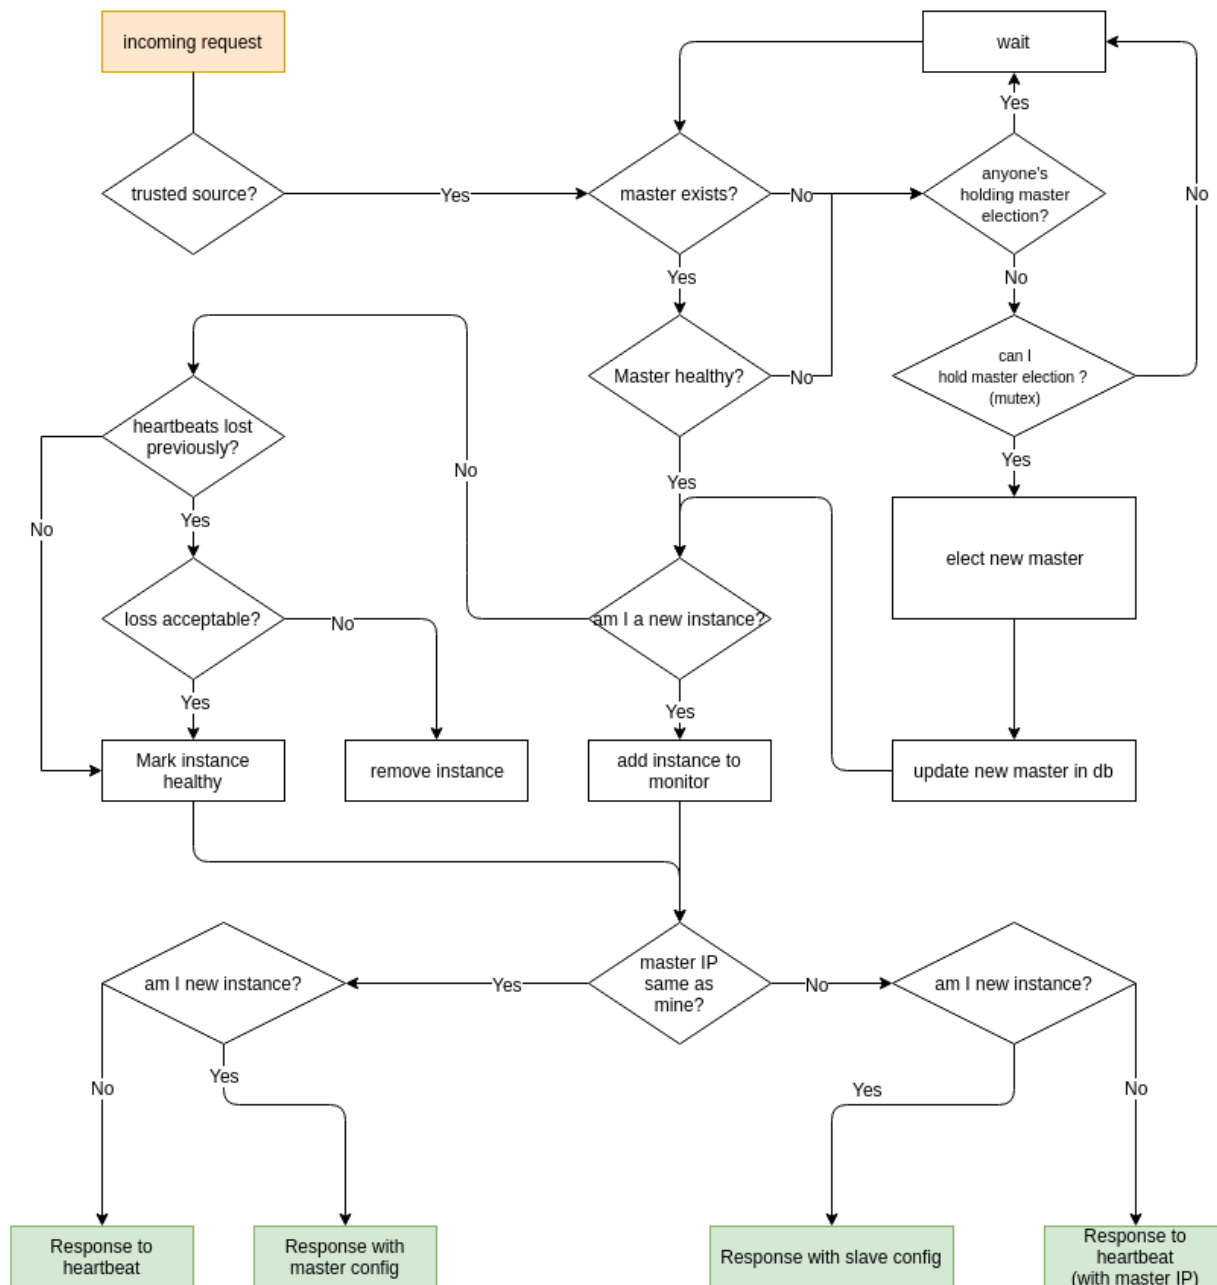 incoming request
wait
Yes
trusted source?
Yes
master exists?
No
anyone's
holding master
election?
No
Yes
No
heartbeats lost
previously?
Master healthy?
No
can I
hold master election ?
(mutex)
No
Yes
No
Yes
Yes
loss acceptable?
No
am I a new instance?
elect new master
Yes
Yes
Mark instance
healthy
remove instance
add instance to
monitor
update new master in db
am I new instance?
Yes
master IP
same as
mine?
No
am I new instance?
No
Yes
Yes
No
Response to
heartbeat
Response with
master config
Response with slave config
Response to
heartbeat
(with master IP)